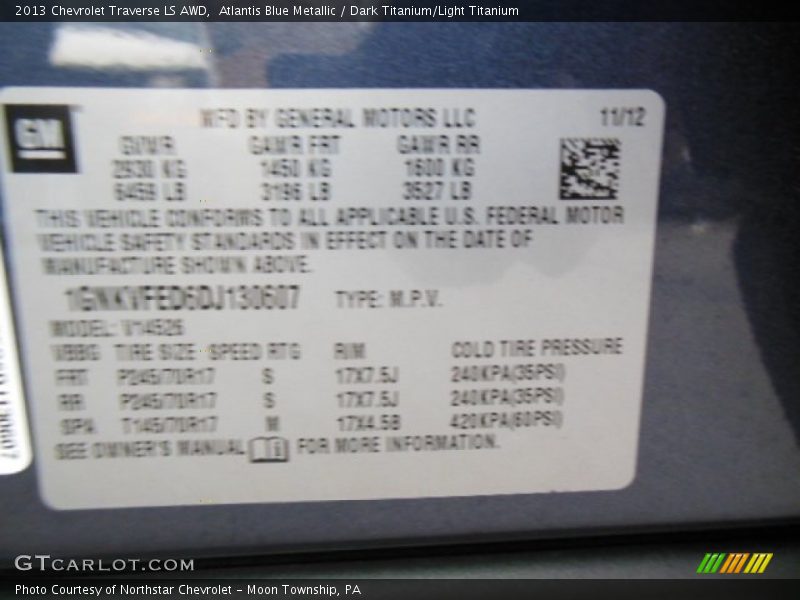 2013 Chevrolet Traverse LS AWD,  Atlantis Blue Metallic / Dark Titanium/Light Titanium
GM
MFD BY GENERAL MOTORS LLC 11/12
GVWR GAWR FRT GAWR RR
2930 KG 1450 KG 1600 KG
6459 LB 3196 LB 3527 LB
THIS VEHICLE CONFORMS TO ALL APPLICABLE U.S. FEDERAL MOTOR
VEHICLE SAFETY STANDARDS IN EFFECT ON THE DATE OF
MANUFACTURE SHOWN ABOVE.
1GNKVFED6DJ130607 TYPE: M.P.V.
MODEL: V14526
TIRE SIZE SPEED RTG RIM COLD TIRE PRESSURE
FRT P245/70R17 S 17X7.5J 240KPA(35PSI)
RR P245/70R17 S 17X7.5J 240KPA(35PSI)
SPA T145/70R17 M 17X4.5B 420KPA(60PSI)
SEE OWNER'S MANUAL FOR MORE INFORMATION.
GTCARLOT.COM
Photo Courtesy of Northstar Chevrolet – Moon Township, PA